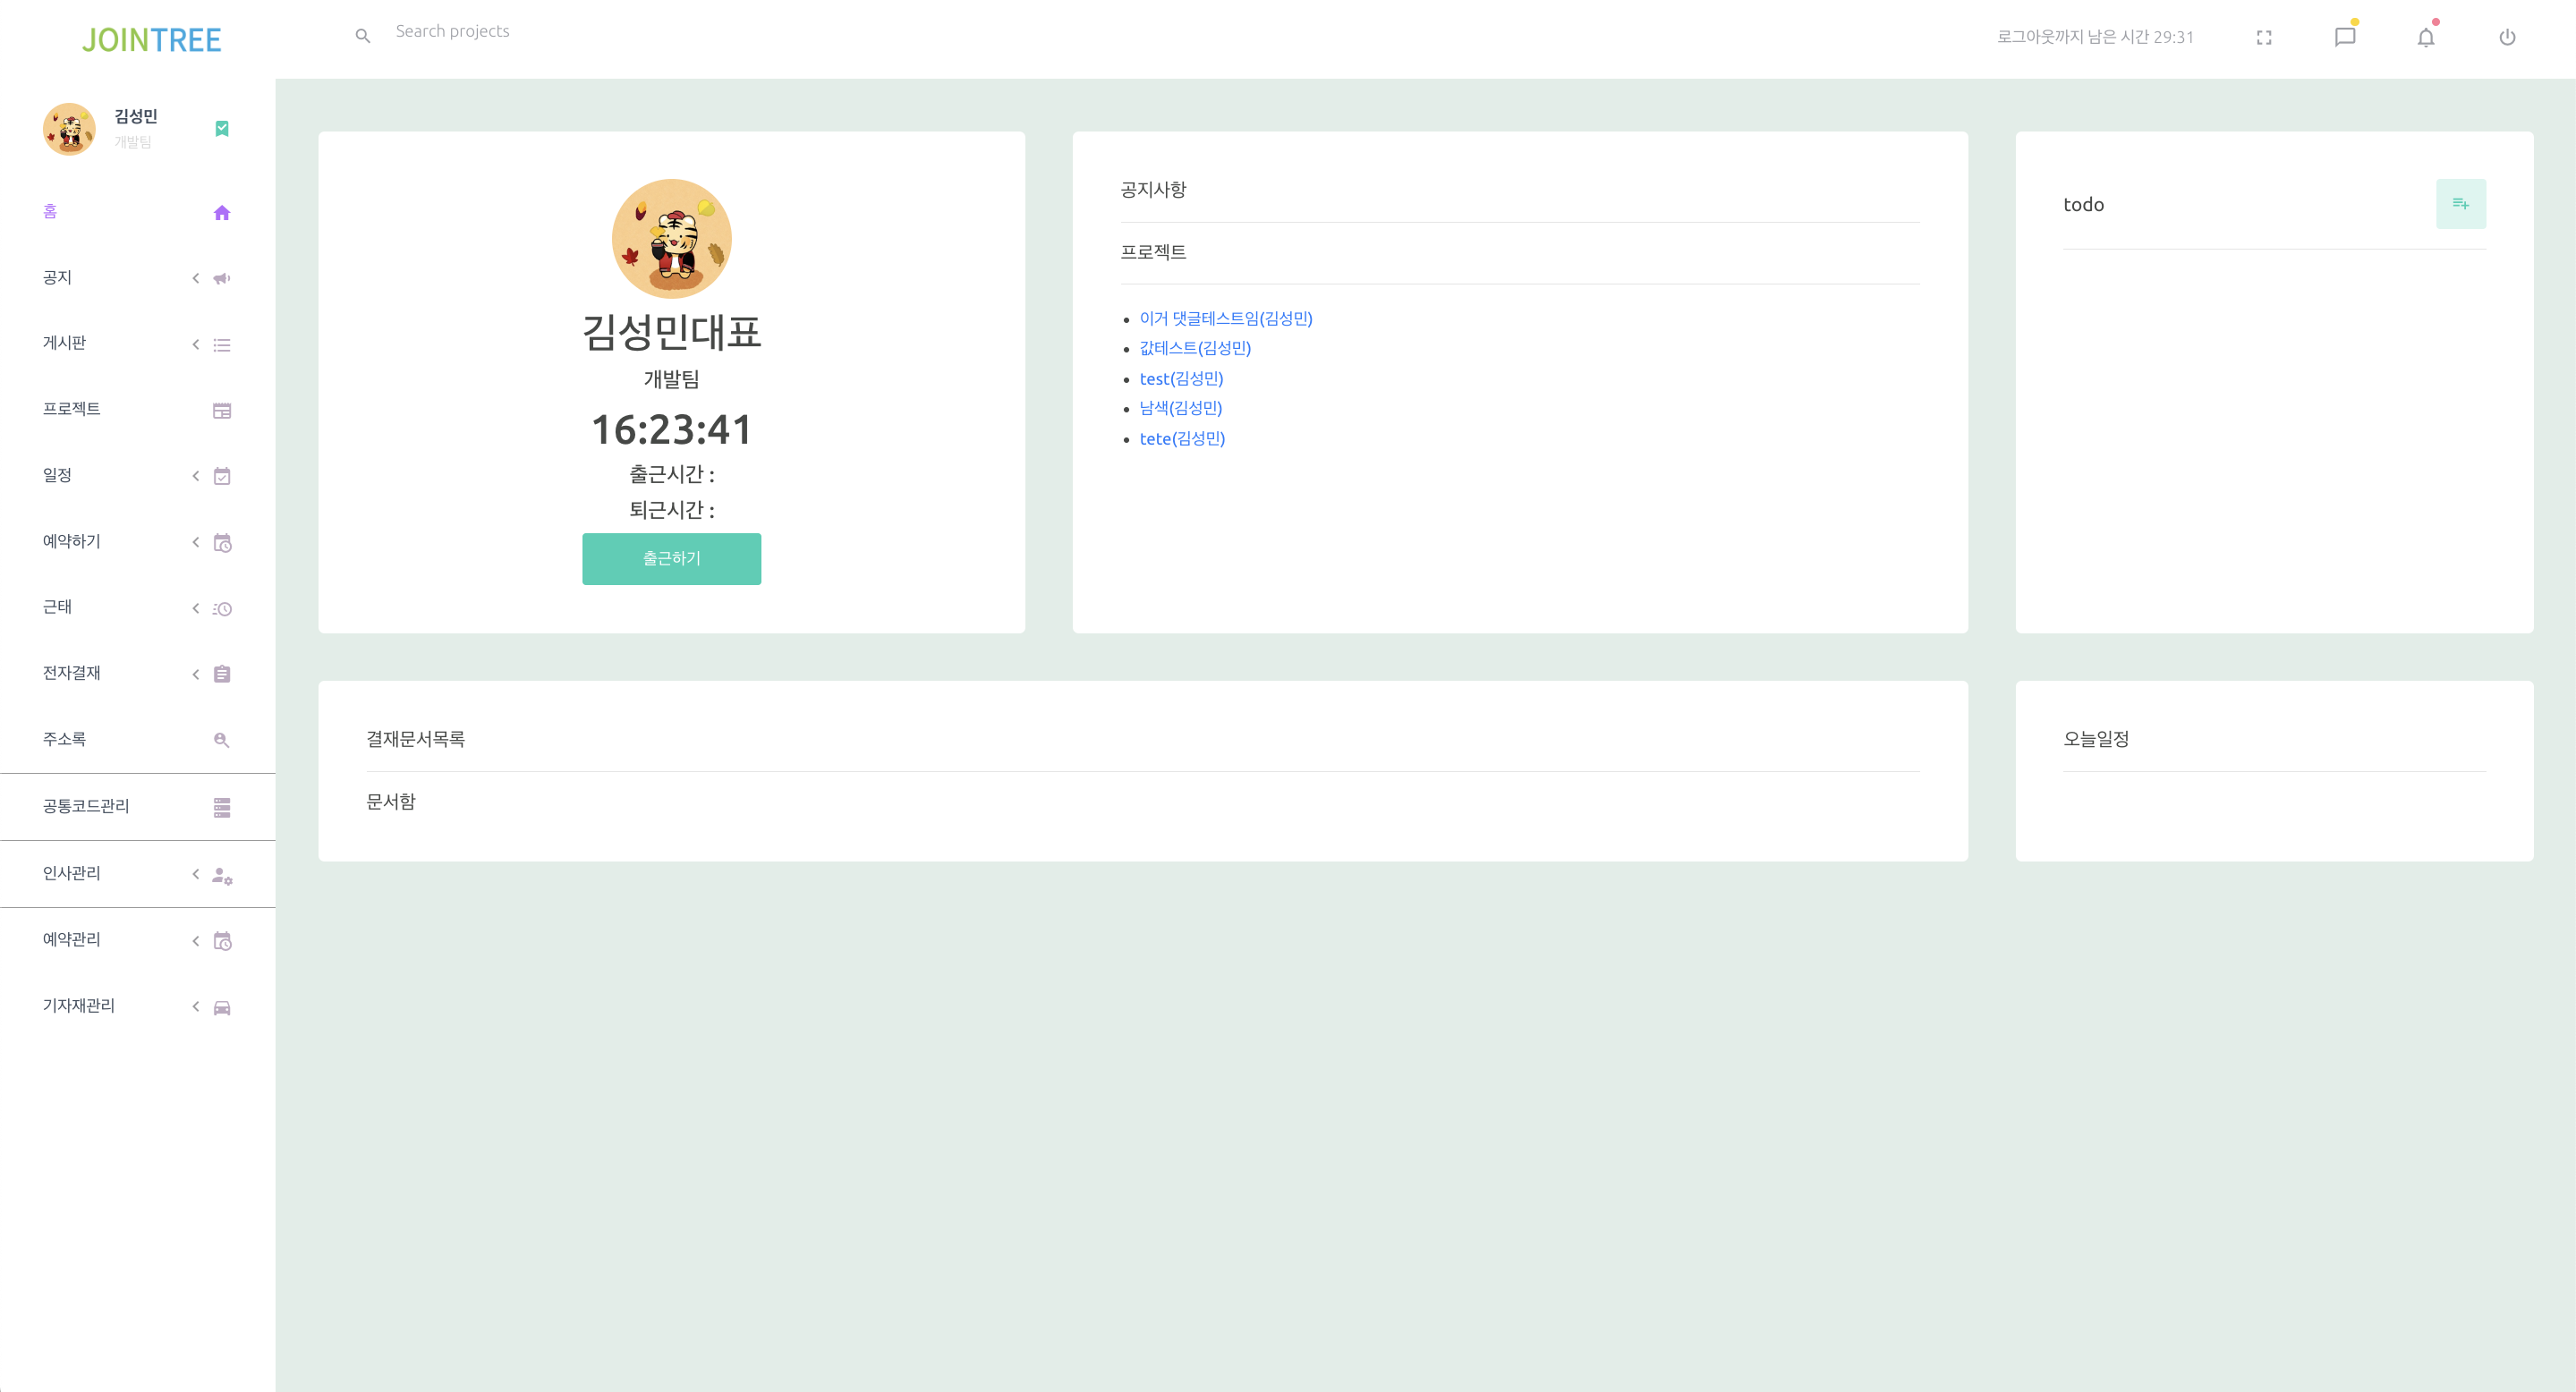 JOINTREE
Search projects
로그아웃까지 남은 시간 29:31
김성민
개발팀
홈
공지
게시판
프로젝트
일정
예약하기
근태
전자결재
주소록
공통코드관리
인사관리
예약관리
기자재관리
김성민대표
개발팀
16:23:41
출근시간 :
퇴근시간 :
출근하기
공지사항
프로젝트
이거 댓글테스트임(김성민)
값테스트(김성민)
test(김성민)
남색(김성민)
tete(김성민)
todo
결재문서목록
문서함
오늘일정